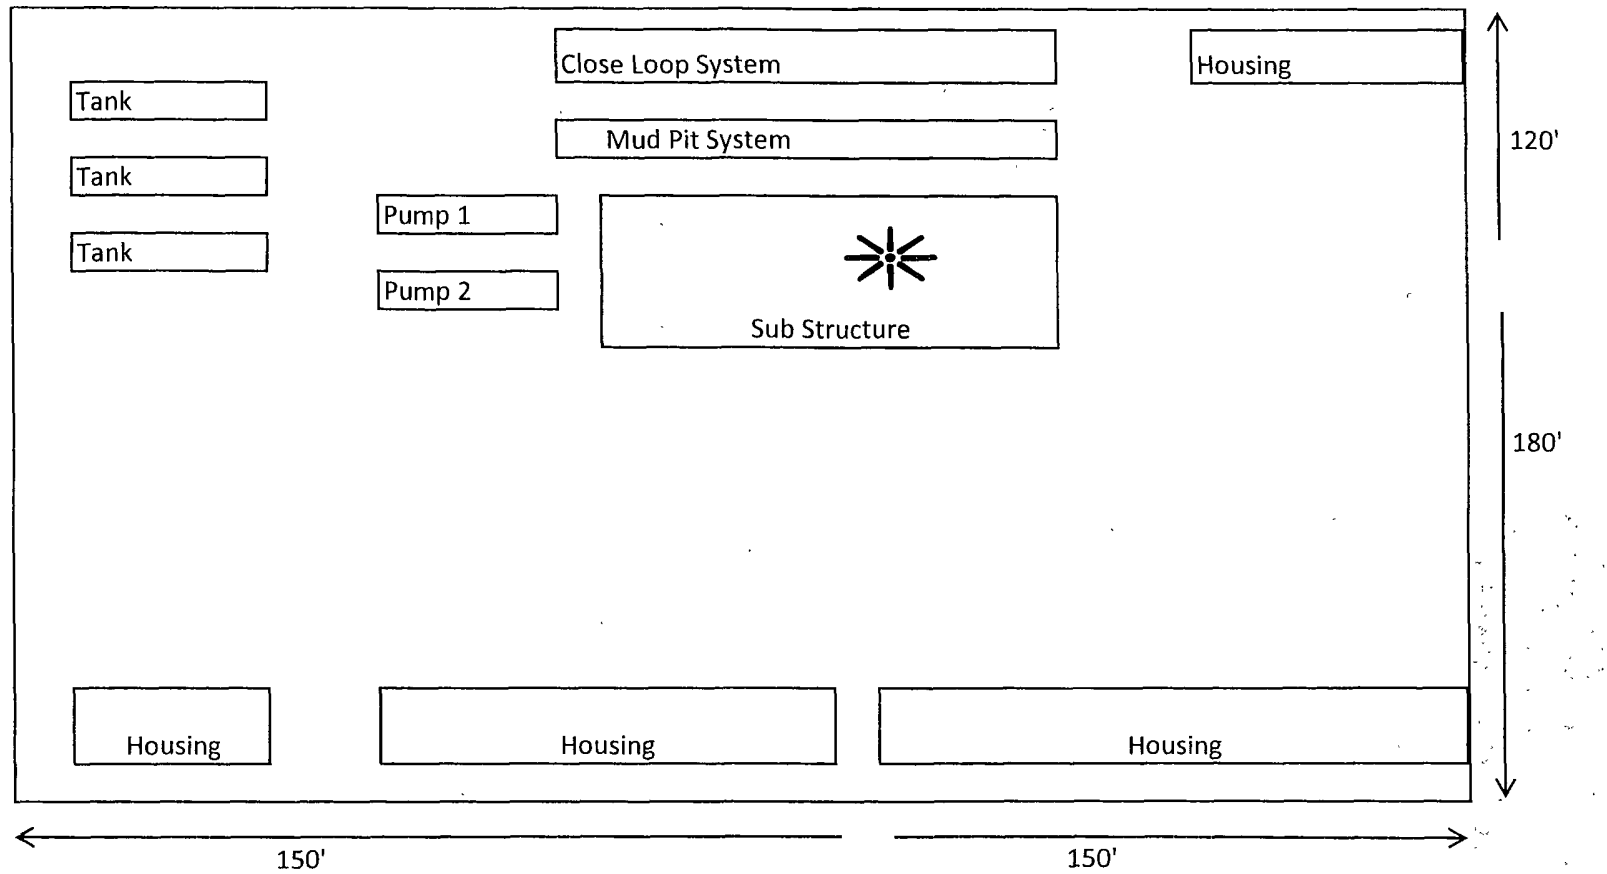 Close Loop System
Housing
Tank
Mud Pit System
120'
Tank
Pump 1
Tank
Pump 2
Sub Structure
180'
Housing
Housing
Housing
150'
150'